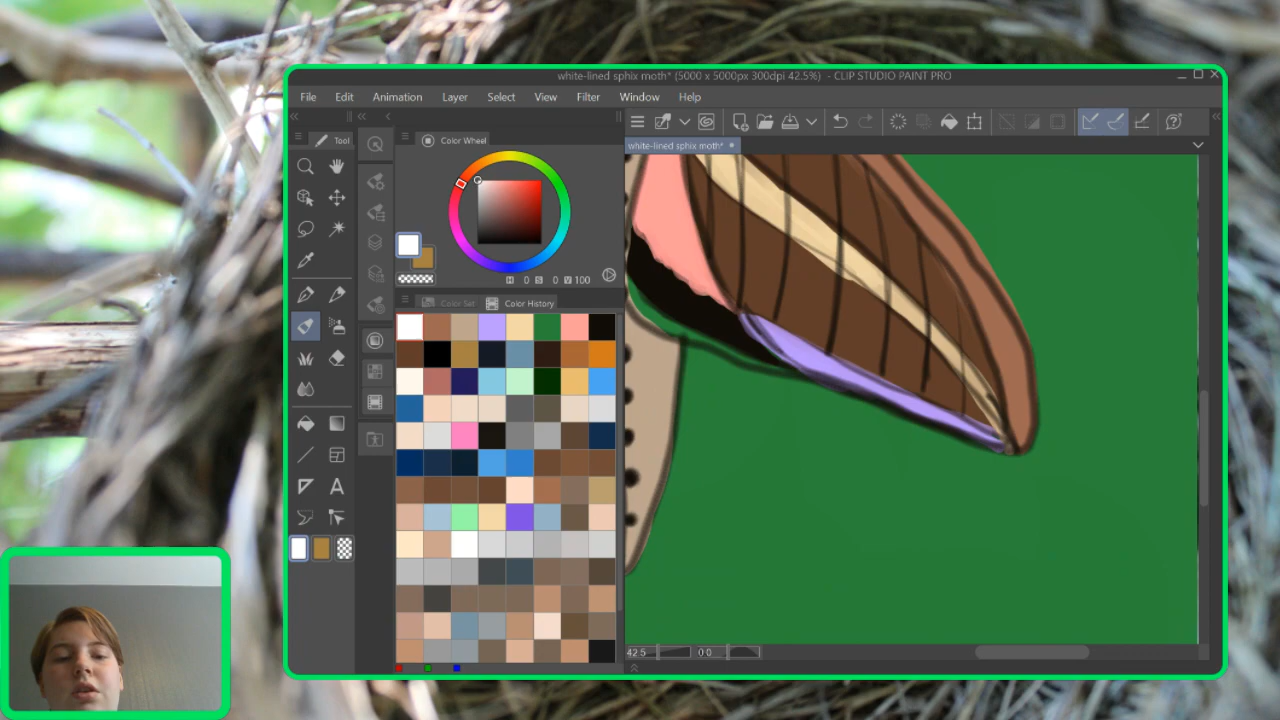 white-lined sphix moth* (5000 x 5000px 300dpi 42.5%) - CLIP STUDIO PAINT PRO
File Edit Animation Layer Select View Filter Window Help
Tool
Color Wheel
white-lined sphix moth*
H 0 S 0 V 100
Color Set Color History
42.5 0.0